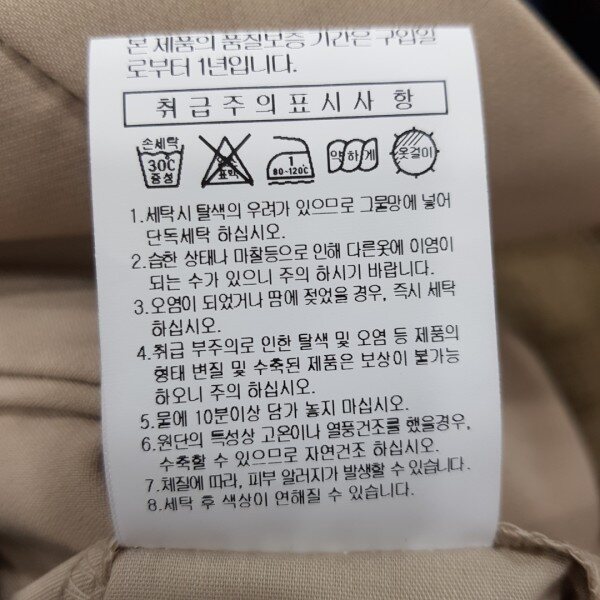 본 제품의 품질보증 기간은 구입일
로부터 1년입니다.
취급주의표시사항
손세탁
30℃
중성
표백
1
80~120℃
약하게
옷걸이
1.세탁시 탈색의 우려가 있으므로 그물망에 넣어
단독세탁 하십시오.
2.습한 상태나 마찰등으로 인해 다른옷에 이염이
되는 수가 있으니 주의 하시기 바랍니다.
3.오염이 되었거나 땀에 젖었을 경우, 즉시 세탁
하십시오.
4.취급 부주의로 인한 탈색 및 오염 등 제품의
형태 변질 및 수축된 제품은 보상이 불가능
하오니 주의 하십시오.
5.물에 10분이상 담가 놓지 마십시오.
6.원단의 특성상 고온이나 열풍건조를 했을경우,
수축할 수 있으므로 자연건조 하십시오.
7.체질에 따라, 피부 알러지가 발생할 수 있습니다.
8.세탁 후 색상이 연해질 수 있습니다.